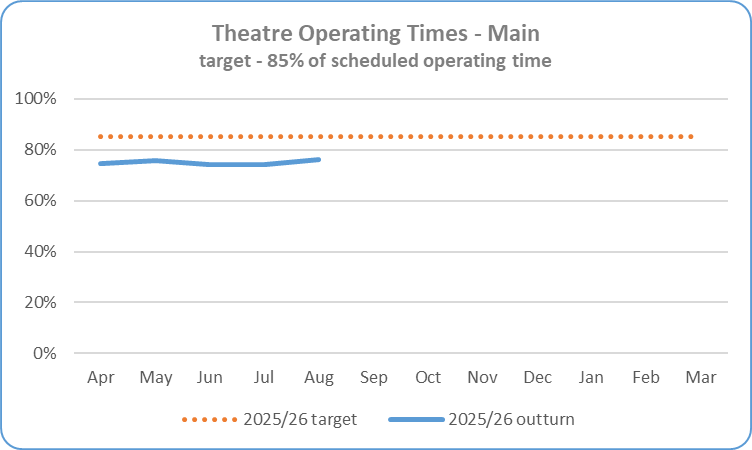 Theatre Operating Times - Main
target - 85% of scheduled operating time
100%
80%
60%
40%
20%
0%
Apr May Jun Jul Aug Sep Oct Nov Dec Jan Feb Mar
2025/26 target 2025/26 outturn